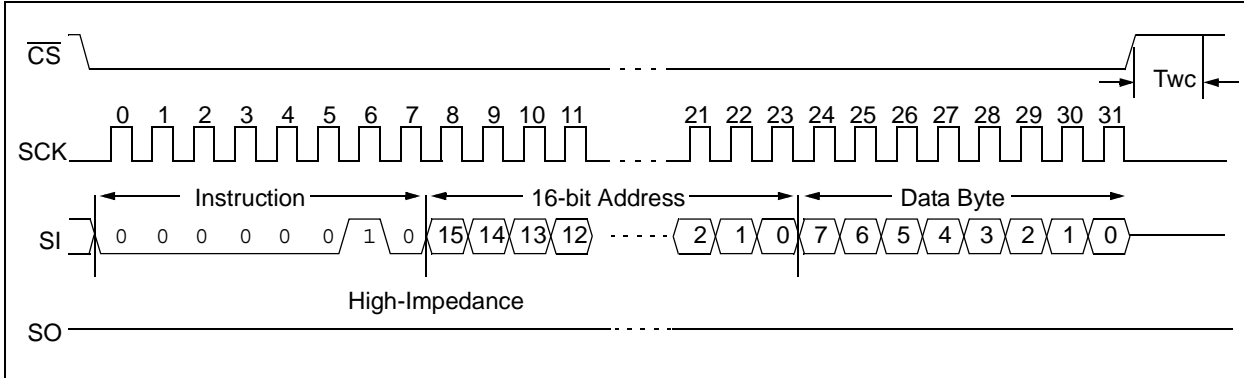 CS
Twc
0 1 2 3 4 5 6 7 8 9 10 11 21 22 23 24 25 26 27 28 29 30 31
SCK
Instruction 16-bit Address Data Byte
SI 0 0 0 0 0 0 1 0 15 14 13 12 2 1 0 7 6 5 4 3 2 1 0
High-Impedance
SO